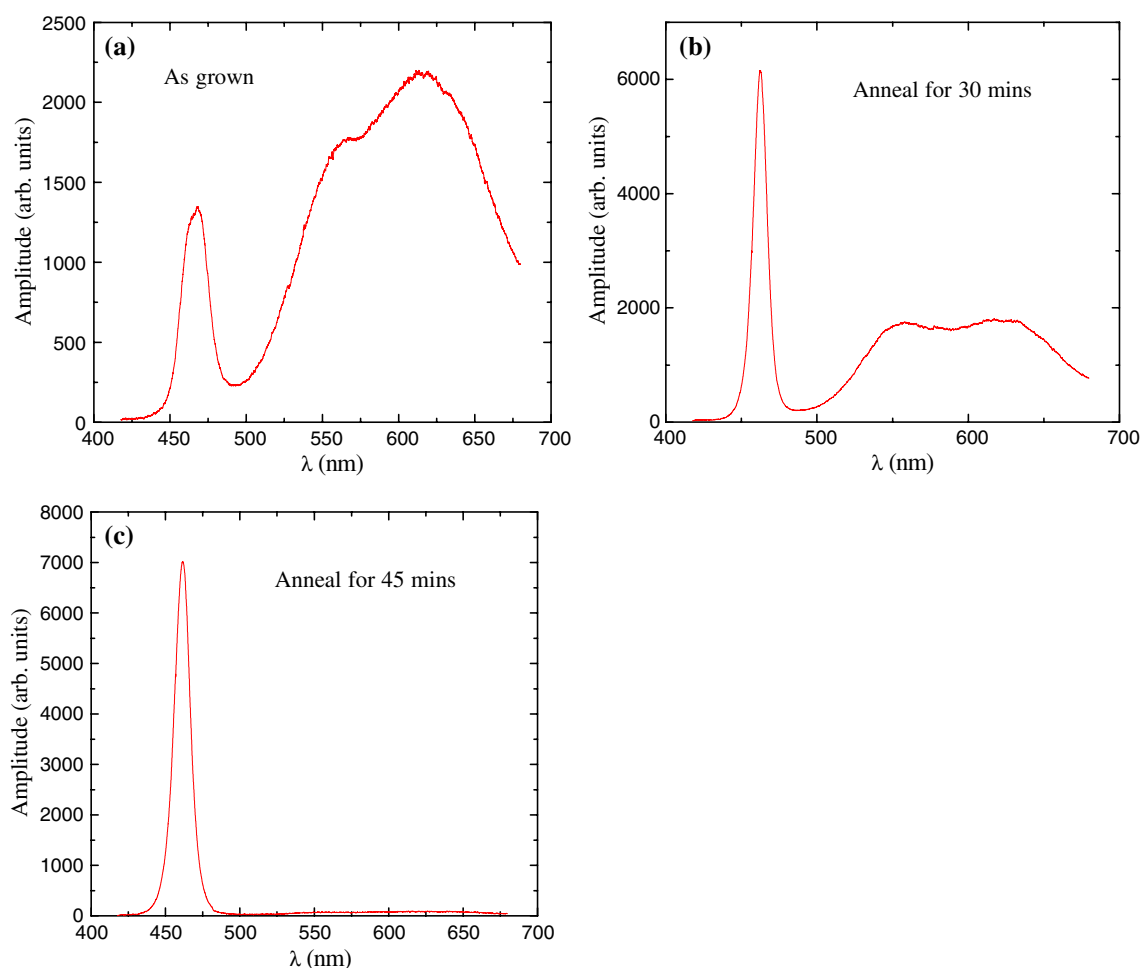 (a)
As grown
Amplitude (arb. units)
2500
2000
1500
1000
500
0
400 450 500 550 600 650 700
λ (nm)
(b)
Anneal for 30 mins
Amplitude (arb. units)
6000
4000
2000
0
400 500 600 700
λ (nm)
(c)
Anneal for 45 mins
Amplitude (arb. units)
8000
7000
6000
5000
4000
3000
2000
1000
0
400 450 500 550 600 650 700
λ (nm)